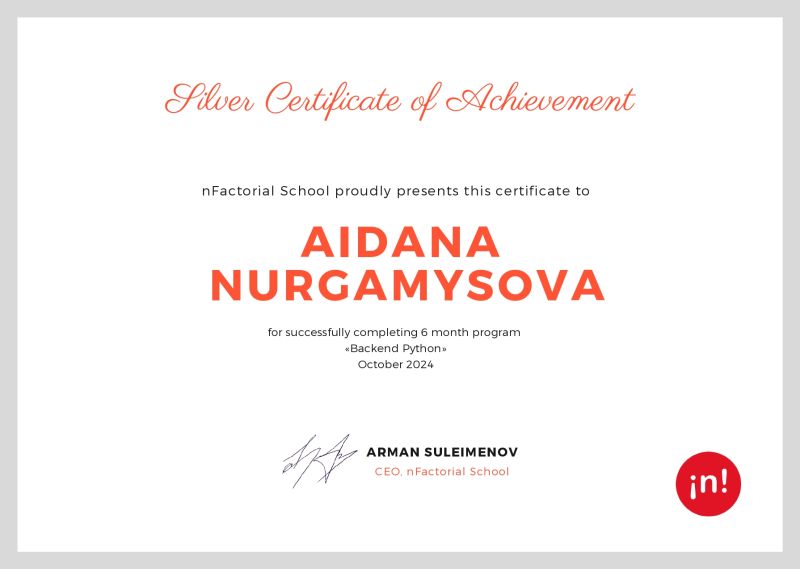 Silver Certificate of Achievement
nFactorial School proudly presents this certificate to
AIDANA
NURGAMYSOVA
for successfully completing 6 month program
«Backend Python»
October 2024
ARMAN SULEIMENOV
CEO, nFactorial School
¡n!